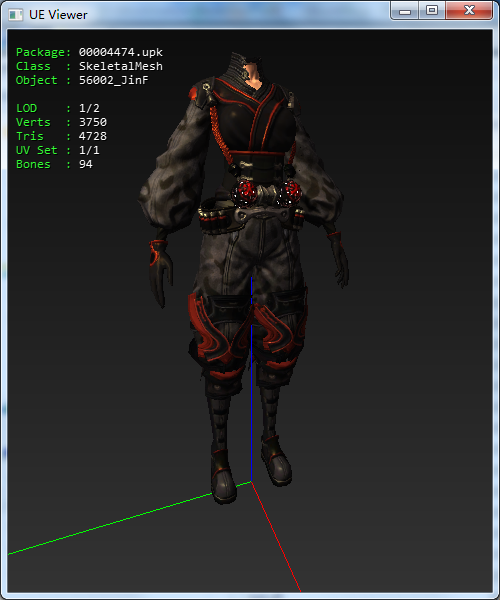 UE Viewer
Package: 00004474.upk
Class  : SkeletalMesh
Object : 56002_JinF
LOD    : 1/2
Verts  : 3750
Tris   : 4728
UV Set : 1/1
Bones  : 94